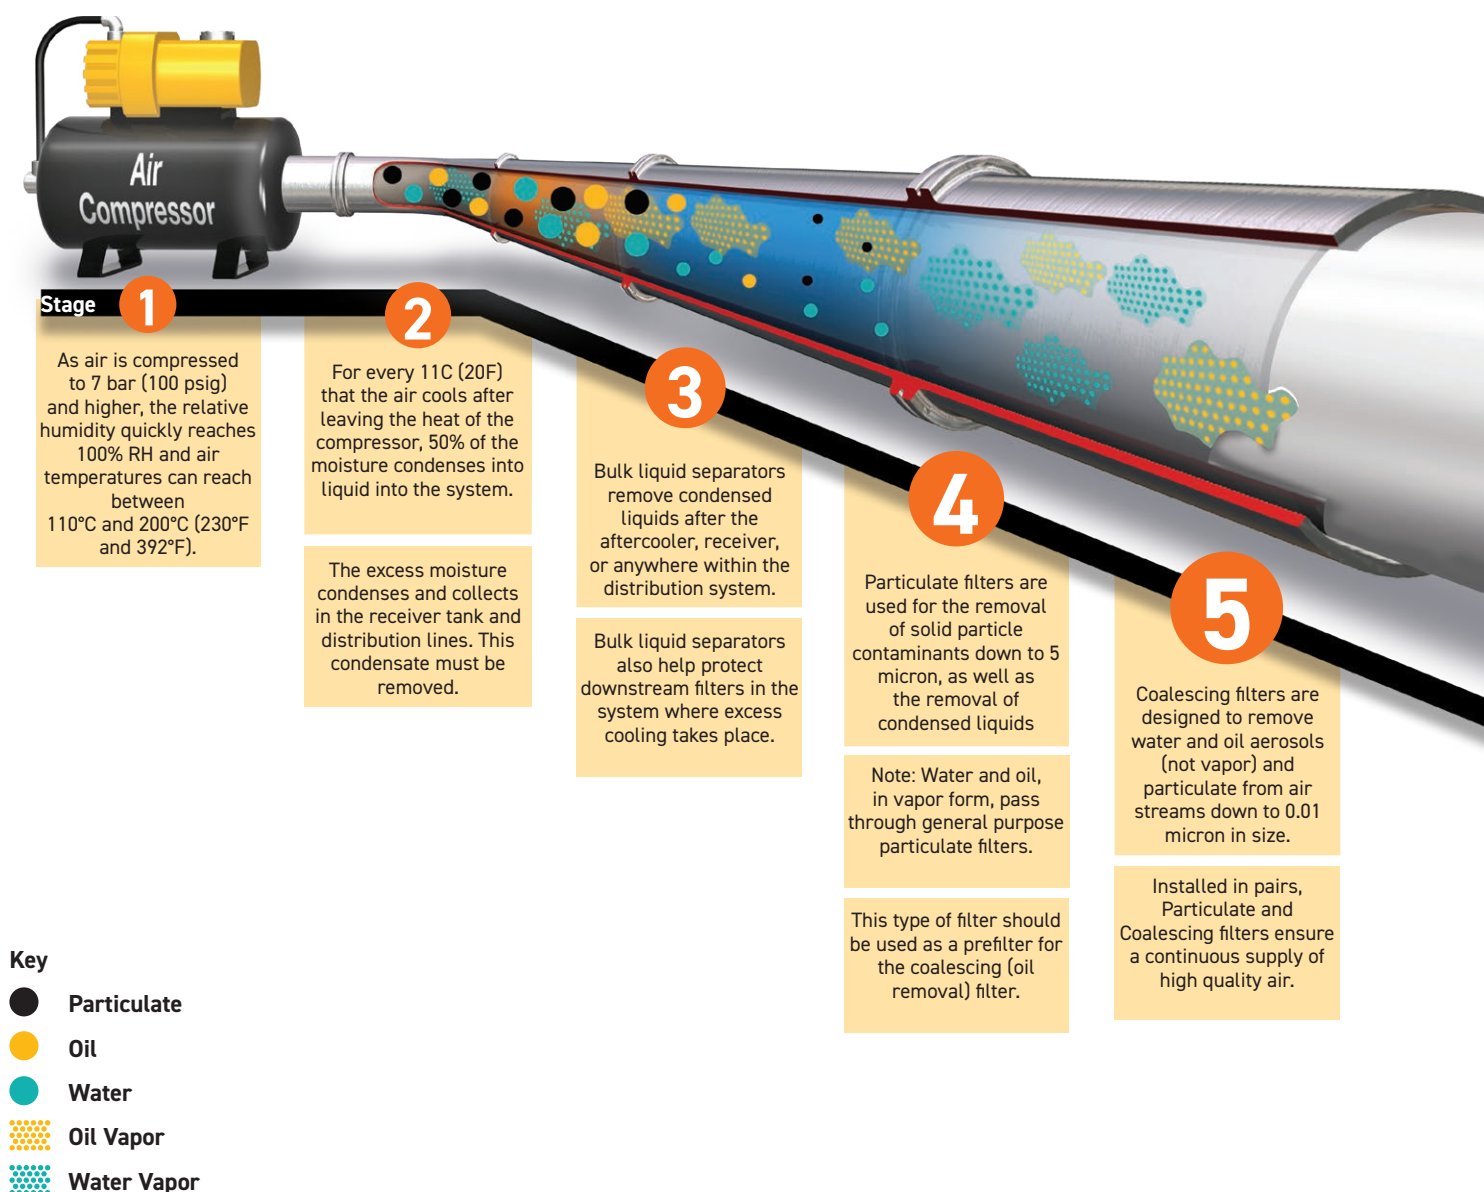 Air
Compressor
Stage
1
As air is compressed
to 7 bar (100 psig)
and higher, the relative
humidity quickly reaches
100% RH and air
temperatures can reach
between
110°C and 200°C (230°F
and 392°F).
2
For every 11C (20F)
that the air cools after
leaving the heat of the
compressor, 50% of the
moisture condenses into
liquid into the system.
The excess moisture
condenses and collects
in the receiver tank and
distribution lines. This
condensate must be
removed.
3
Bulk liquid separators
remove condensed
liquids after the
aftercooler, receiver,
or anywhere within the
distribution system.
Bulk liquid separators
also help protect
downstream filters in the
system where excess
cooling takes place.
4
Particulate filters are
used for the removal
of solid particle
contaminants down to 5
micron, as well as
the removal of
condensed liquids
Note: Water and oil,
in vapor form, pass
through general purpose
particulate filters.
This type of filter should
be used as a prefilter for
the coalescing (oil
removal) filter.
5
Coalescing filters are
designed to remove
water and oil aerosols
(not vapor) and
particulate from air
streams down to 0.01
micron in size.
Installed in pairs,
Particulate and
Coalescing filters ensure
a continuous supply of
high quality air.
Key
Particulate
Oil
Water
Oil Vapor
Water Vapor